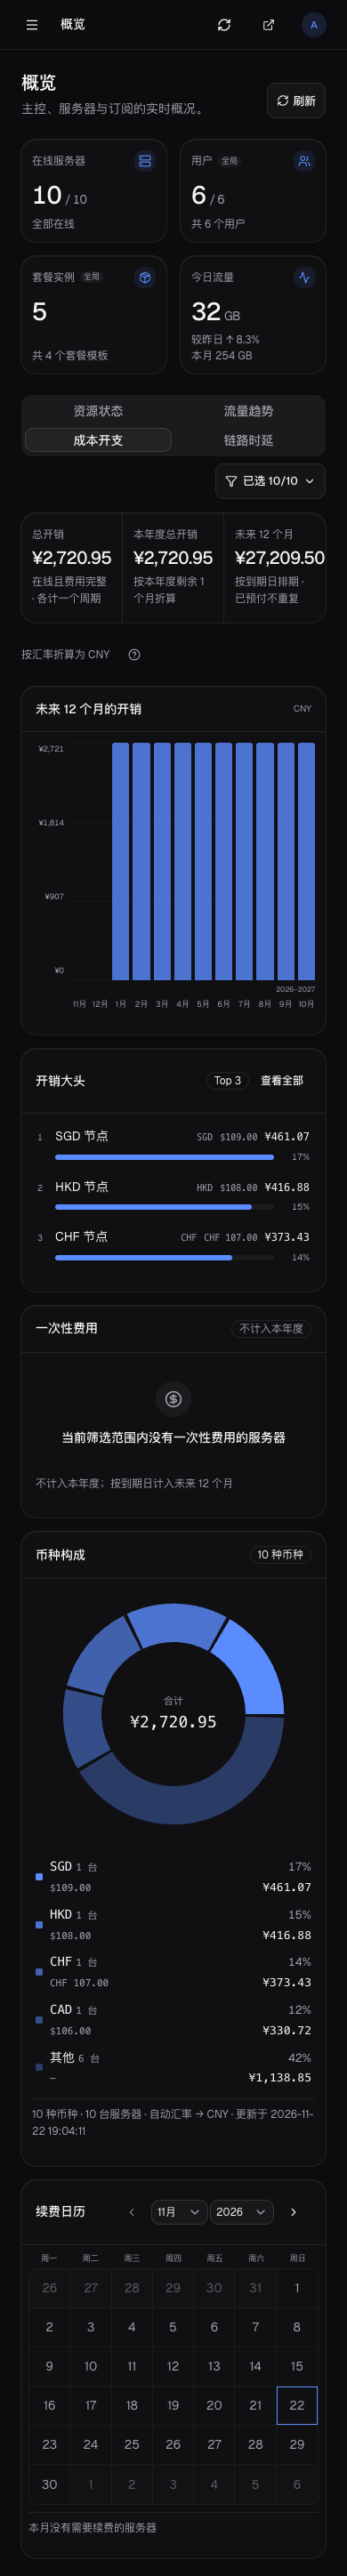 概览
A
概览
主控、服务器与订阅的实时概况。
刷新
在线服务器
10 / 10
全部在线
用户 全局
6 / 6
共 6 个用户
套餐实例 全局
5
共 4 个套餐模板
今日流量
32 GB
较昨日 ↑ 8.3%
本月 254 GB
资源状态
流量趋势
成本开支
链路时延
已选 10/10
总开销
¥2,720.95
在线且费用完整
· 各计一个周期
本年度总开销
¥2,720.95
按本年度剩余 1
个月折算
未来 12 个月
¥27,209.50
按到期日排期 ·
已预付不重复
按汇率折算为 CNY
未来 12 个月的开销
CNY
¥2,721
¥1,814
¥907
¥0
2026–2027
11月 12月 1月 2月 3月 4月 5月 6月 7月 8月 9月 10月
开销大头
Top 3
查看全部
1 SGD 节点 SGD $109.00 ¥461.07
17%
2 HKD 节点 HKD $108.00 ¥416.88
15%
3 CHF 节点 CHF CHF 107.00 ¥373.43
14%
一次性费用
不计入本年度
当前筛选范围内没有一次性费用的服务器
不计入本年度；按到期日计入未来 12 个月
币种构成
10 种币种
合计
¥2,720.95
SGD 1 台 17%
$109.00 ¥461.07
HKD 1 台 15%
$108.00 ¥416.88
CHF 1 台 14%
CHF 107.00 ¥373.43
CAD 1 台 12%
$106.00 ¥330.72
其他 6 台 42%
— ¥1,138.85
10 种币种 · 10 台服务器 · 自动汇率 → CNY · 更新于 2026-11-
22 19:04:11
续费日历
11月
2026
周一 周二 周三 周四 周五 周六 周日
26 27 28 29 30 31 1
2 3 4 5 6 7 8
9 10 11 12 13 14 15
16 17 18 19 20 21 22
23 24 25 26 27 28 29
30 1 2 3 4 5 6
本月没有需要续费的服务器